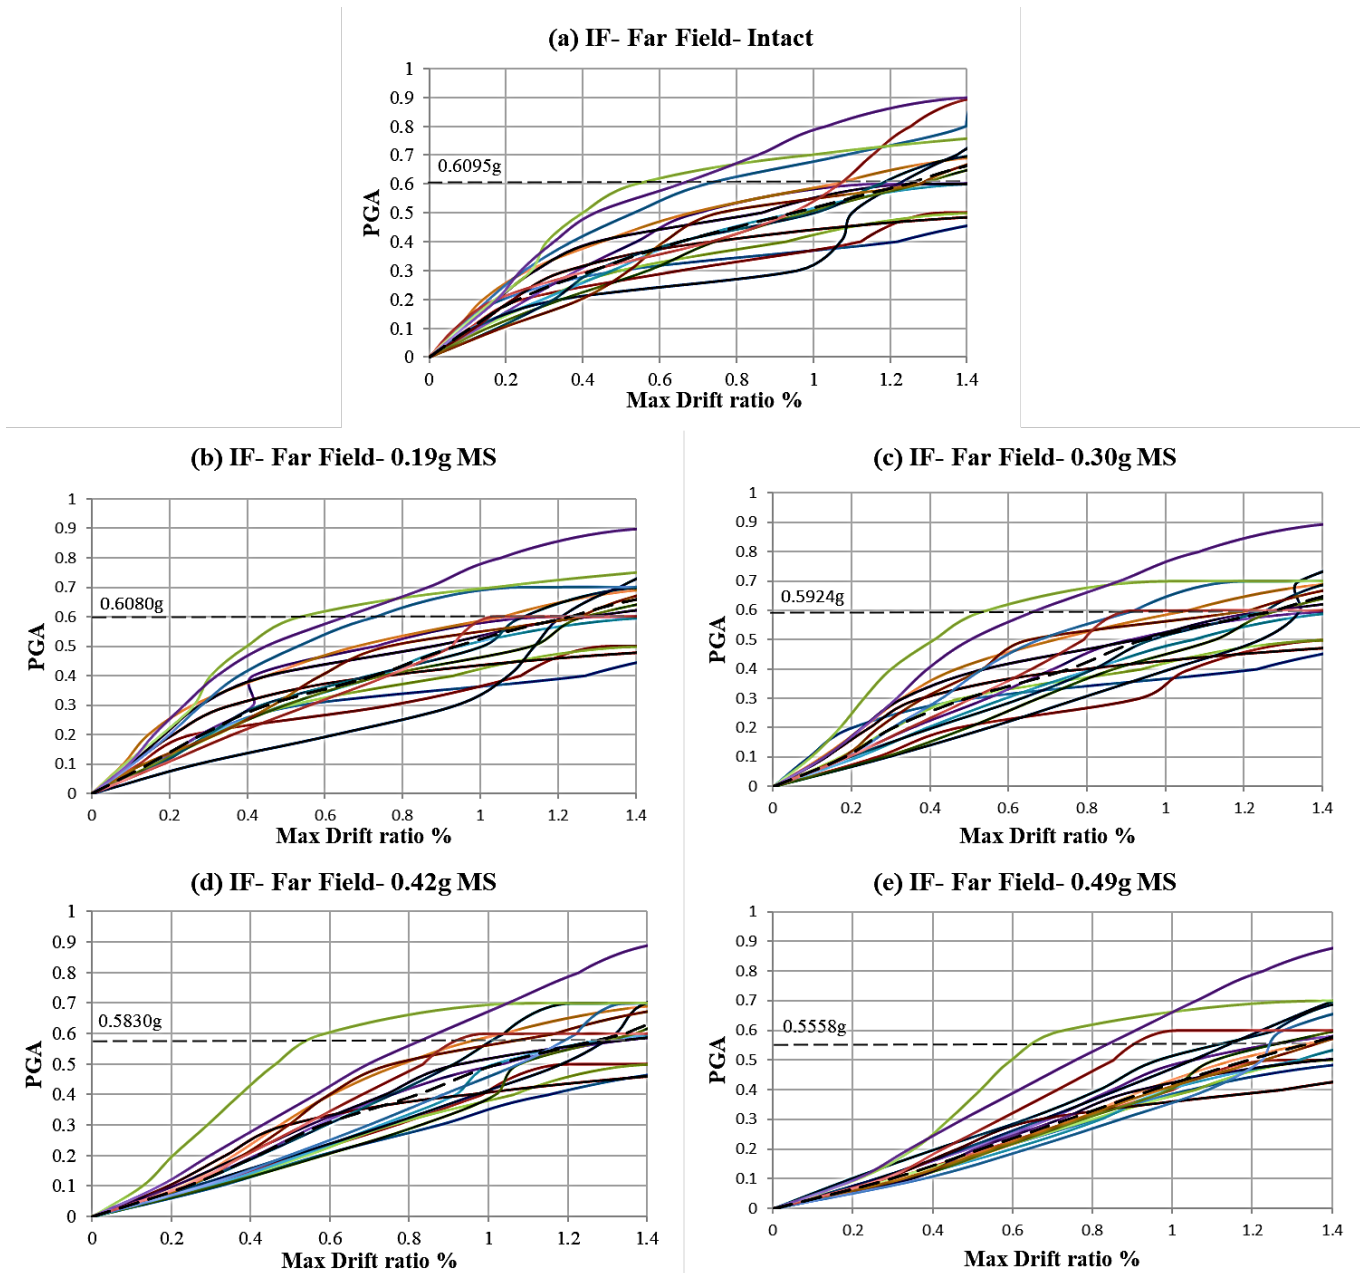 (a) IF- Far Field- Intact
1
0.9
0.8
0.7
0.6
0.5
0.4
0.3
0.2
0.1
0
PGA
0.6095g
0 0.2 0.4 0.6 0.8 1 1.2 1.4
Max Drift ratio %
(b) IF- Far Field- 0.19g MS
1
0.9
0.8
0.7
0.6
0.5
0.4
0.3
0.2
0.1
0
PGA
0.6080g
0 0.2 0.4 0.6 0.8 1 1.2 1.4
Max Drift ratio %
(c) IF- Far Field- 0.30g MS
1
0.9
0.8
0.7
0.6
0.5
0.4
0.3
0.2
0.1
0
PGA
0.5924g
0 0.2 0.4 0.6 0.8 1 1.2 1.4
Max Drift ratio %
(d) IF- Far Field- 0.42g MS
1
0.9
0.8
0.7
0.6
0.5
0.4
0.3
0.2
0.1
0
PGA
0.5830g
0 0.2 0.4 0.6 0.8 1 1.2 1.4
Max Drift ratio %
(e) IF- Far Field- 0.49g MS
1
0.9
0.8
0.7
0.6
0.5
0.4
0.3
0.2
0.1
0
PGA
0.5558g
0 0.2 0.4 0.6 0.8 1 1.2 1.4
Max Drift ratio %